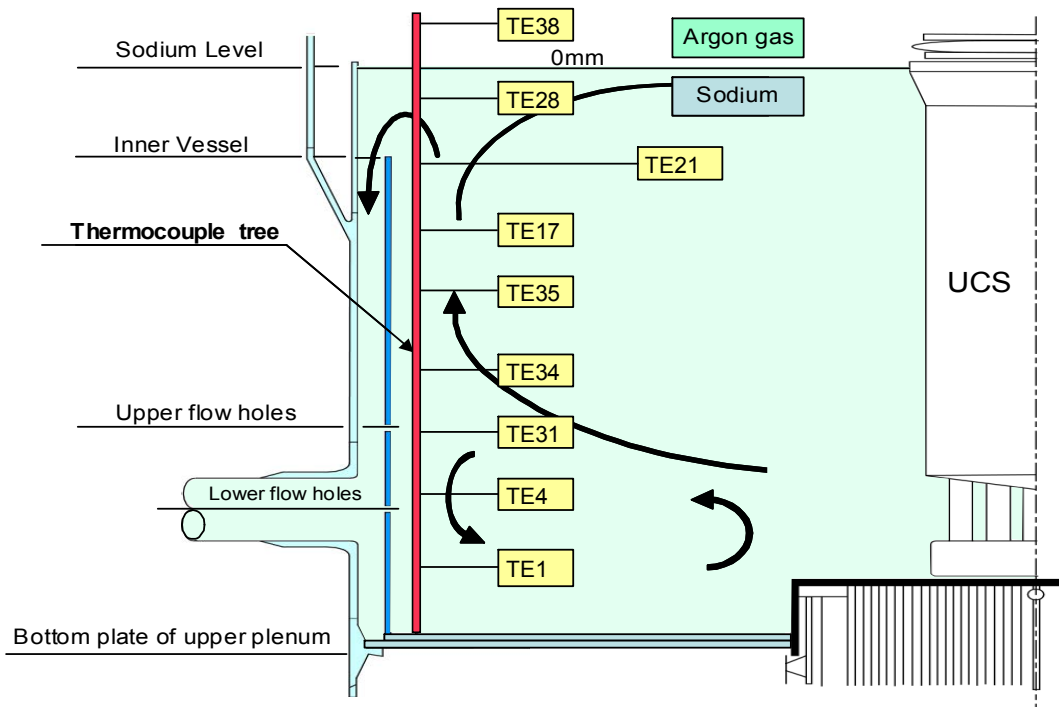 TE38
Argon gas
Sodium Level
0mm
TE28
Sodium
Inner Vessel
TE21
Thermocouple tree
TE17
TE35
UCS
TE34
Upper flow holes
TE31
Lower flow holes
TE4
TE1
Bottom plate of upper plenum